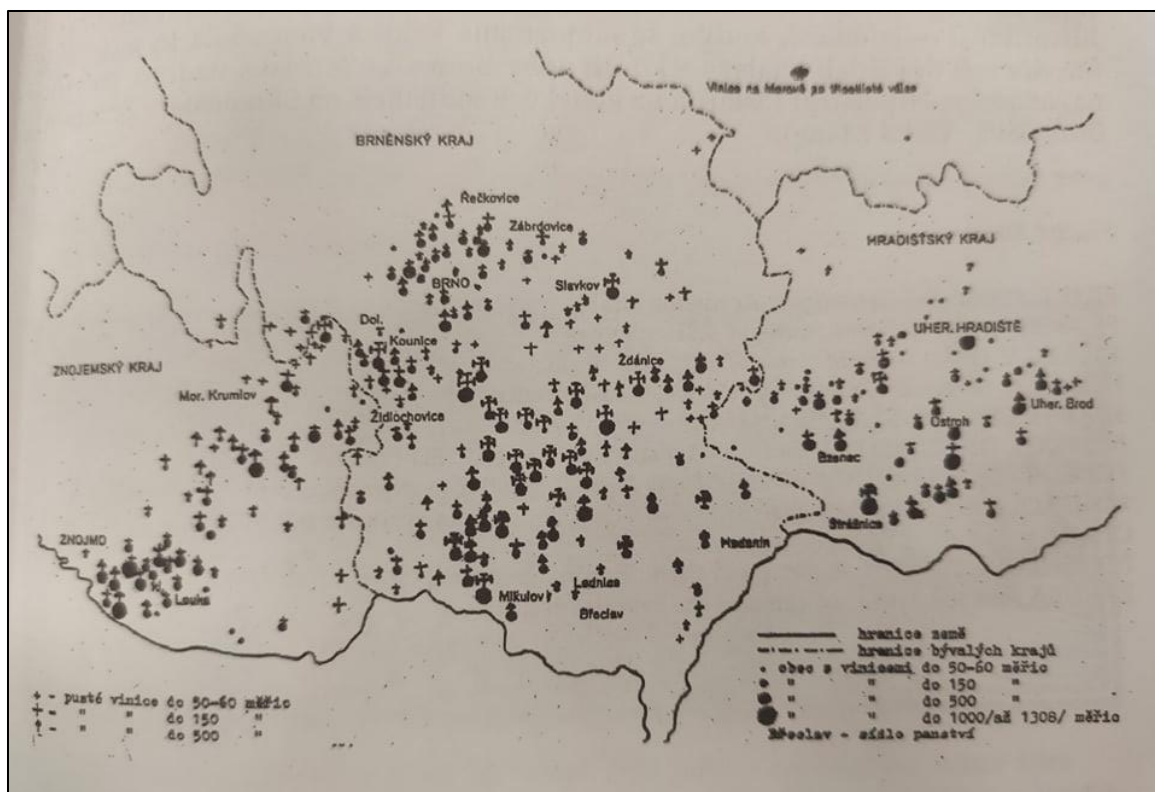 Vinice na Moravě po třicetileté válce
BRNĚNSKÝ KRAJ
Řečkovice
Zábrdovice
HRADIŠŤSKÝ KRAJ
BRNO
Slavkov
Dol.
Kounice
UHER. HRADIŠTĚ
ZNOJEMSKÝ KRAJ
Ždánice
Mor. Krumlov
Uher. Brod
Židlochovice
Ostroh
Bzenec
Strážnice
ZNOJMO
Hodonín
Louka
Lednice
Mikulov
Břeclav
hranice země
hranice bývalých krajů
+ - pusté vinice do 50-60 měřic
- " " do 150 "
- " " do 500 "
obec s vinicemi do 50-60 měřic
" " do 150 "
" " do 500 "
" " do 1000/až 1308/ měřic
Břeclav - sídlo panství